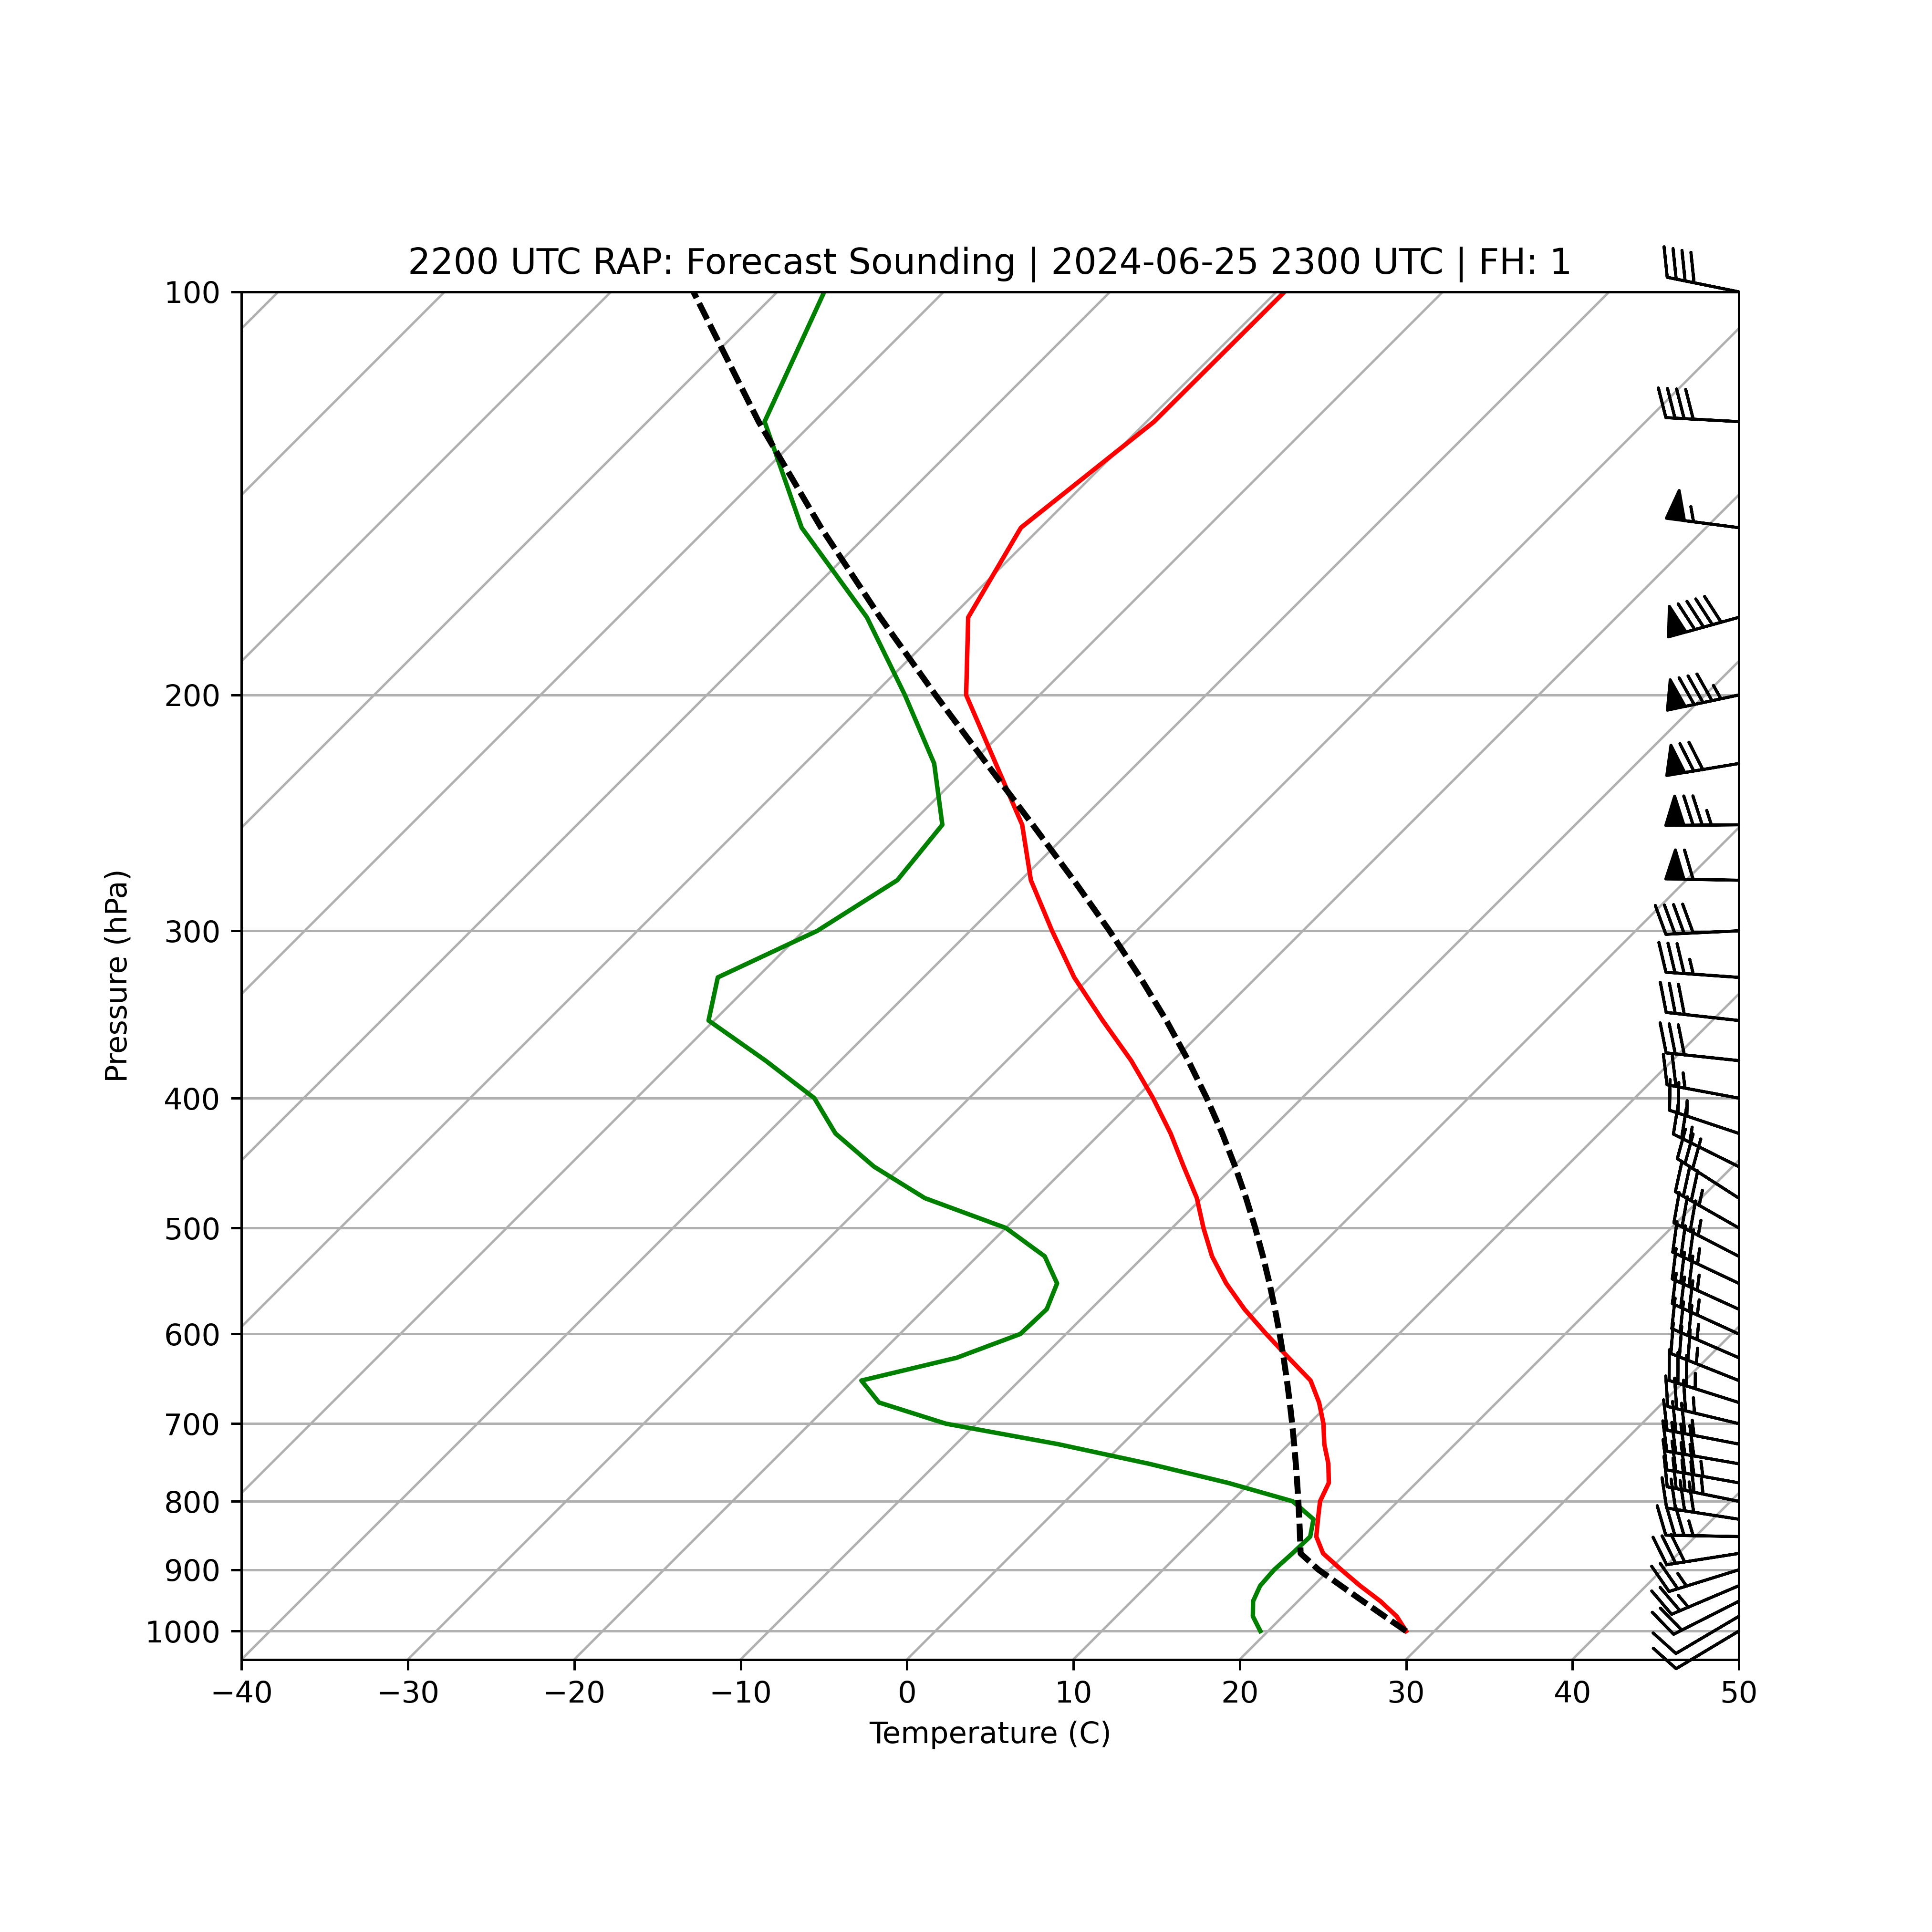 2200 UTC RAP: Forecast Sounding | 2024-06-25 2300 UTC | FH: 1
100
200
300
400
500
600
700
800
900
1000
Pressure (hPa)
−40 −30 −20 −10 0 10 20 30 40 50
Temperature (C)